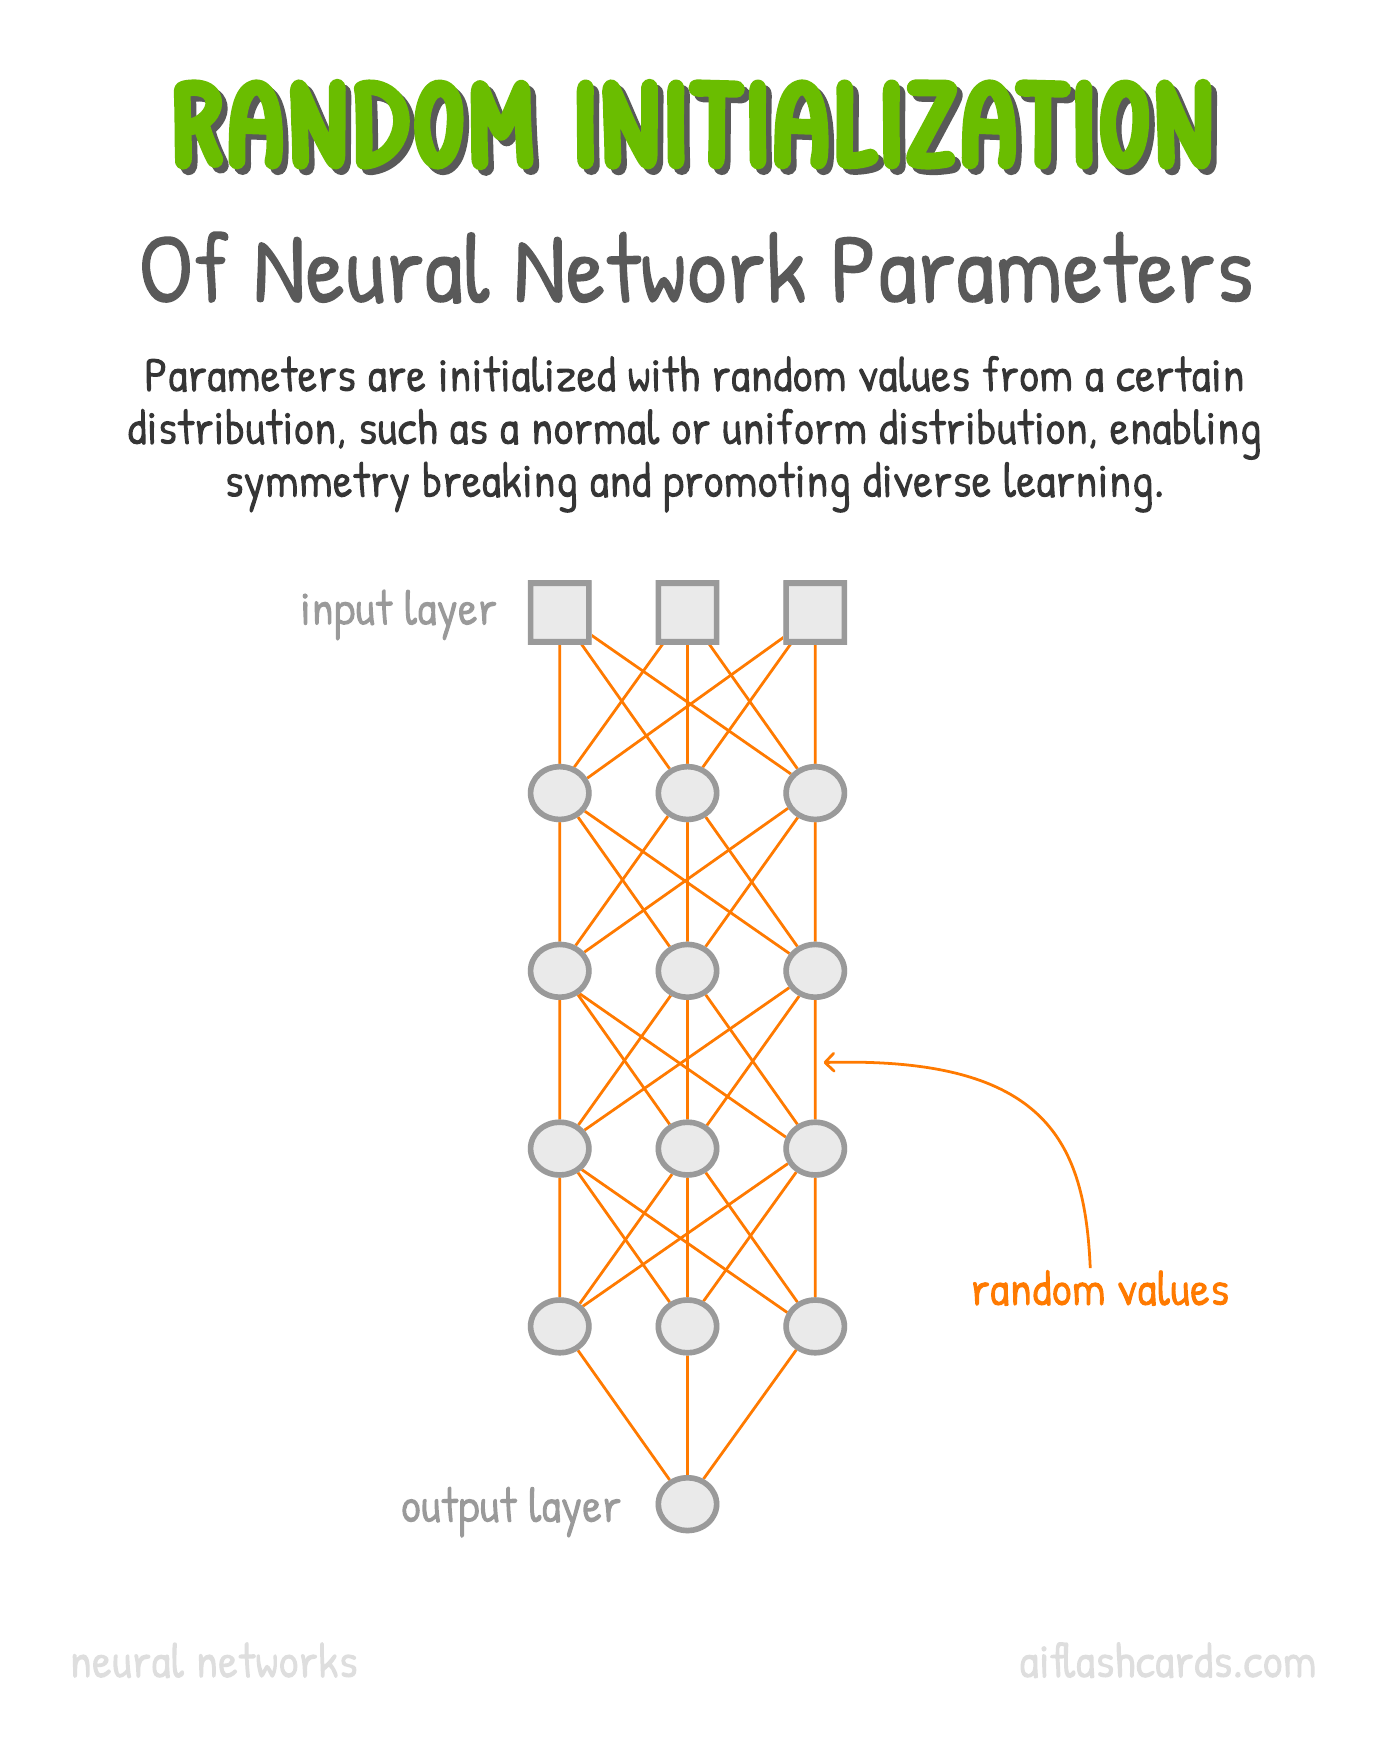 RANDOM INITIALIZATION
Of Neural Network Parameters
Parameters are initialized with random values from a certain
distribution, such as a normal or uniform distribution, enabling
symmetry breaking and promoting diverse learning.
input layer
random values
output layer
neural networks
aiflashcards.com